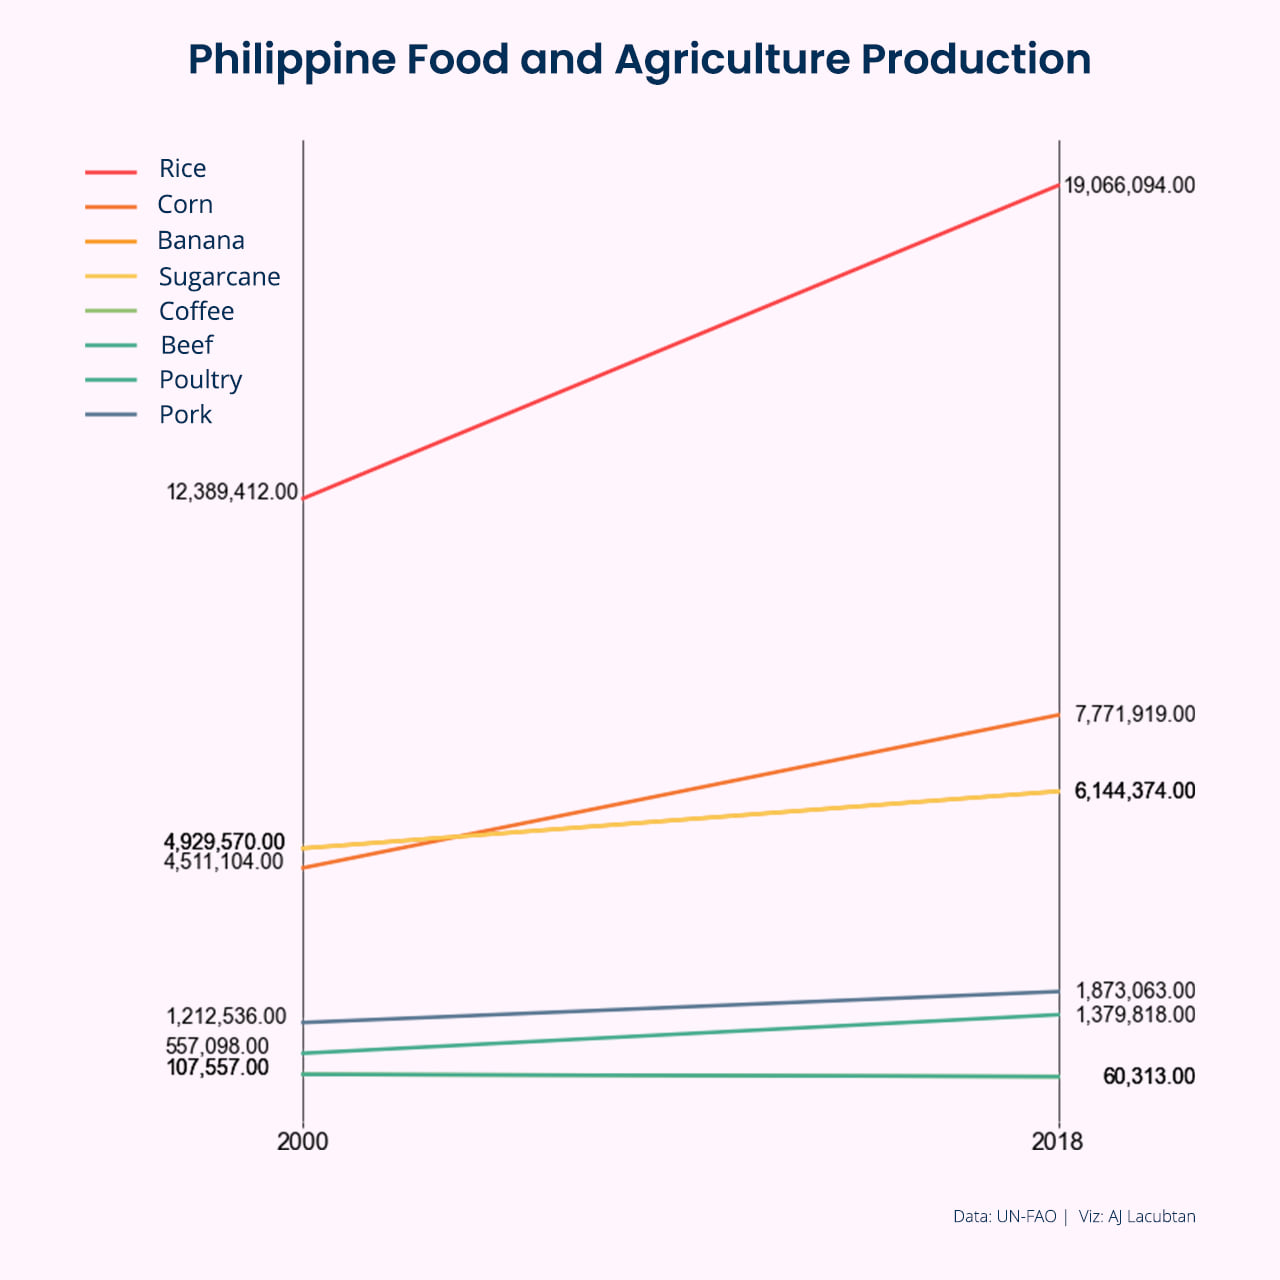 Philippine Food and Agriculture Production
Rice
Corn
Banana
Sugarcane
Coffee
Beef
Poultry
Pork
19,066,094.00
12,389,412.00
7,771,919.00
6,144,374.00
4,929,570.00
4,511,104.00
1,873,063.00
1,379,818.00
1,212,536.00
557,098.00
107,557.00
60,313.00
2000
2018
Data: UN-FAO | Viz: AJ Lacubtan